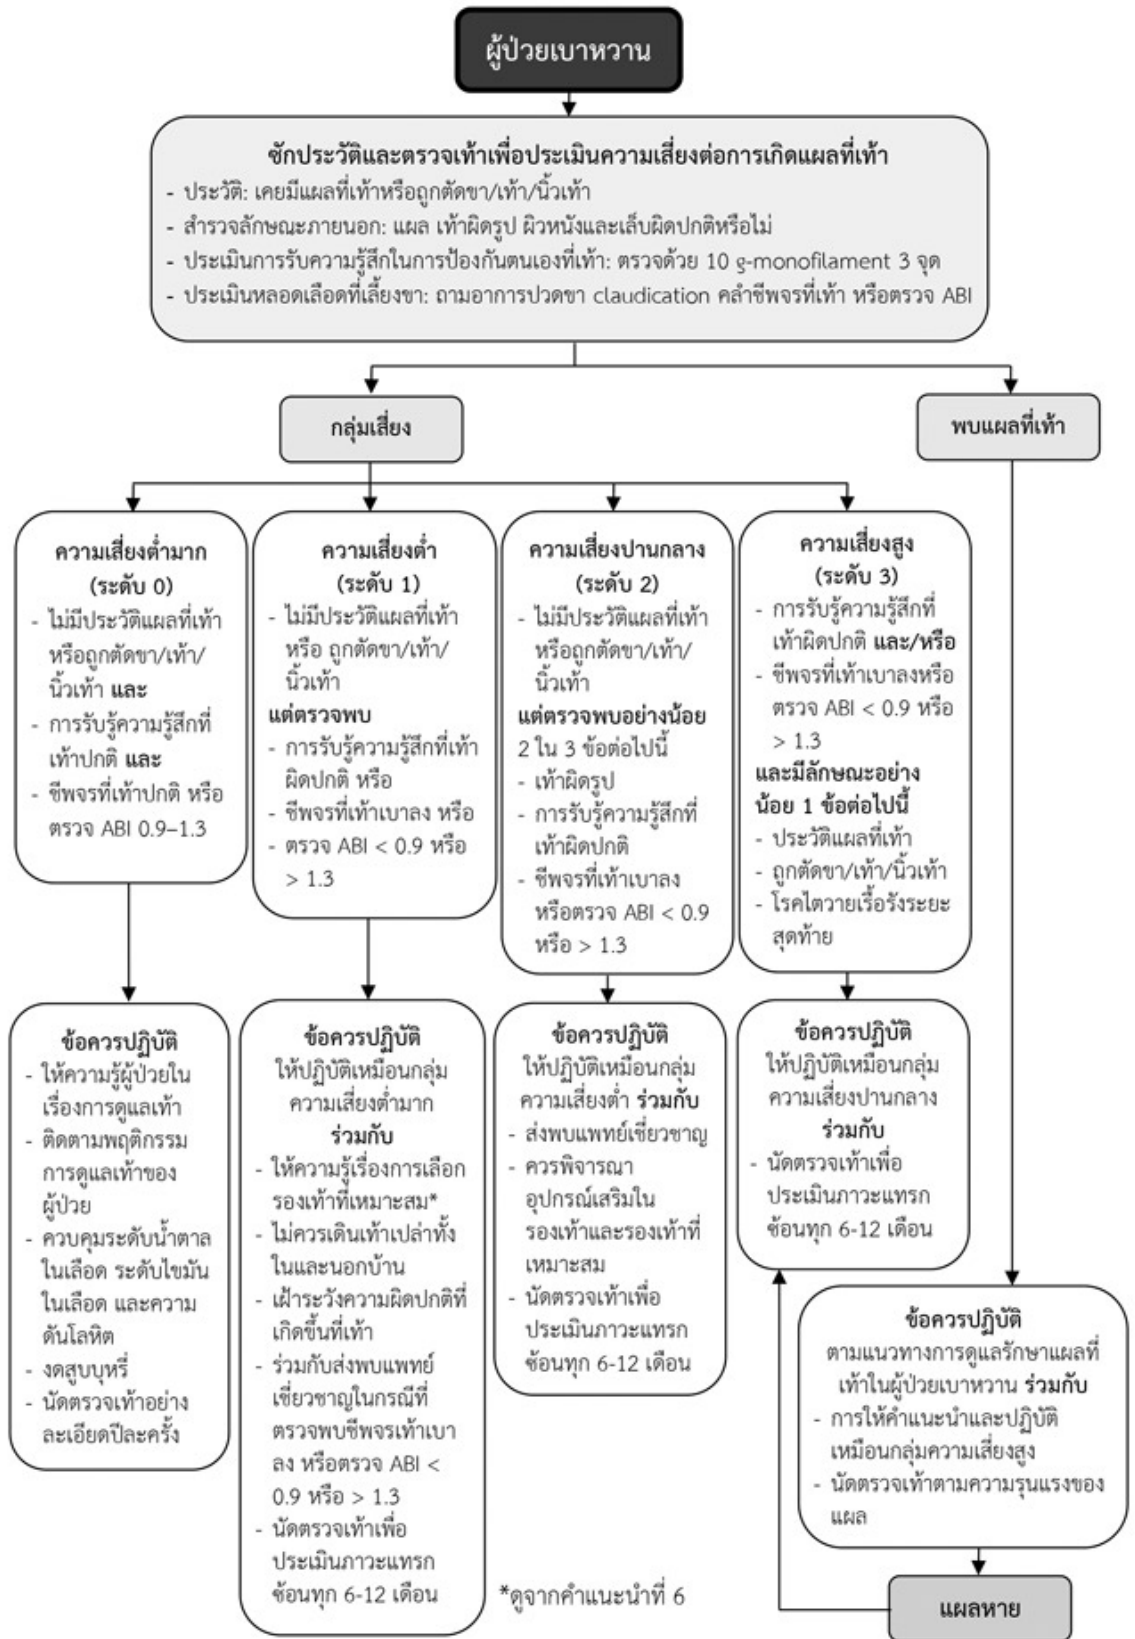 ผู้ป่วยเบาหวาน
ซักประวัติและตรวจเท้าเพื่อประเมินความเสี่ยงต่อการเกิดแผลที่เท้า
- ประวัติ: เคยมีแผลที่เท้าหรือถูกตัดขา/เท้า/นิ้วเท้า
- สำรวจลักษณะภายนอก: แผล เท้าผิดรูป ผิวหนังและเล็บผิดปกติหรือไม่
- ประเมินการรับความรู้สึกในการป้องกันตนเองที่เท้า: ตรวจด้วย 10 g-monofilament 3 จุด
- ประเมินหลอดเลือดที่เลี้ยงขา: ถามอาการปวดขา claudication คลำชีพจรที่เท้า หรือตรวจ ABI
กลุ่มเสี่ยง
พบแผลที่เท้า
ความเสี่ยงต่ำมาก
(ระดับ 0)
- ไม่มีประวัติแผลที่เท้า
หรือถูกตัดขา/เท้า/
นิ้วเท้า และ
- การรับรู้ความรู้สึกที่
เท้าปกติ และ
- ชีพจรที่เท้าปกติ หรือ
ตรวจ ABI 0.9–1.3
ความเสี่ยงต่ำ
(ระดับ 1)
- ไม่มีประวัติแผลที่เท้า
หรือ ถูกตัดขา/เท้า/
นิ้วเท้า
แต่ตรวจพบ
- การรับรู้ความรู้สึกที่เท้า
ผิดปกติ หรือ
- ชีพจรที่เท้าเบาลง หรือ
- ตรวจ ABI < 0.9 หรือ
> 1.3
ความเสี่ยงปานกลาง
(ระดับ 2)
- ไม่มีประวัติแผลที่เท้า
หรือถูกตัดขา/เท้า/
นิ้วเท้า
แต่ตรวจพบอย่างน้อย
2 ใน 3 ข้อต่อไปนี้
- เท้าผิดรูป
- การรับรู้ความรู้สึกที่
เท้าผิดปกติ
- ชีพจรที่เท้าเบาลง
หรือตรวจ ABI < 0.9
หรือ > 1.3
ความเสี่ยงสูง
(ระดับ 3)
- การรับรู้ความรู้สึกที่
เท้าผิดปกติ และ/หรือ
- ชีพจรที่เท้าเบาลงหรือ
ตรวจ ABI < 0.9 หรือ
> 1.3
และมีลักษณะอย่าง
น้อย 1 ข้อต่อไปนี้
- ประวัติแผลที่เท้า
- ถูกตัดขา/เท้า/นิ้วเท้า
- โรคไตวายเรื้อรังระยะ
สุดท้าย
ข้อควรปฏิบัติ
- ให้ความรู้ผู้ป่วยใน
เรื่องการดูแลเท้า
- ติดตามพฤติกรรม
การดูแลเท้าของ
ผู้ป่วย
- ควบคุมระดับน้ำตาล
ในเลือด ระดับไขมัน
ในเลือด และความ
ดันโลหิต
- งดสูบบุหรี่
- นัดตรวจเท้าอย่าง
ละเอียดปีละครั้ง
ข้อควรปฏิบัติ
ให้ปฏิบัติเหมือนกลุ่ม
ความเสี่ยงต่ำมาก
ร่วมกับ
- ให้ความรู้เรื่องการเลือก
รองเท้าที่เหมาะสม*
- ไม่ควรเดินเท้าเปล่าทั้ง
ในและนอกบ้าน
- เฝ้าระวังความผิดปกติที่
เกิดขึ้นที่เท้า
- ร่วมกับส่งพบแพทย์
เชี่ยวชาญในกรณีที่
ตรวจพบชีพจรเท้าเบา
ลง หรือตรวจ ABI <
0.9 หรือ > 1.3
- นัดตรวจเท้าเพื่อ
ประเมินภาวะแทรก
ซ้อนทุก 6-12 เดือน
ข้อควรปฏิบัติ
ให้ปฏิบัติเหมือนกลุ่ม
ความเสี่ยงต่ำ ร่วมกับ
- ส่งพบแพทย์เชี่ยวชาญ
- ควรพิจารณา
อุปกรณ์เสริมใน
รองเท้าและรองเท้าที่
เหมาะสม
- นัดตรวจเท้าเพื่อ
ประเมินภาวะแทรก
ซ้อนทุก 6-12 เดือน
ข้อควรปฏิบัติ
ให้ปฏิบัติเหมือนกลุ่ม
ความเสี่ยงปานกลาง
ร่วมกับ
- นัดตรวจเท้าเพื่อ
ประเมินภาวะแทรก
ซ้อนทุก 6-12 เดือน
ข้อควรปฏิบัติ
ตามแนวทางการดูแลรักษาแผลที่
เท้าในผู้ป่วยเบาหวาน ร่วมกับ
- การให้คำแนะนำและปฏิบัติ
เหมือนกลุ่มความเสี่ยงสูง
- นัดตรวจเท้าตามความรุนแรงของ
แผล
แผลหาย
*ดูจากคำแนะนำที่ 6